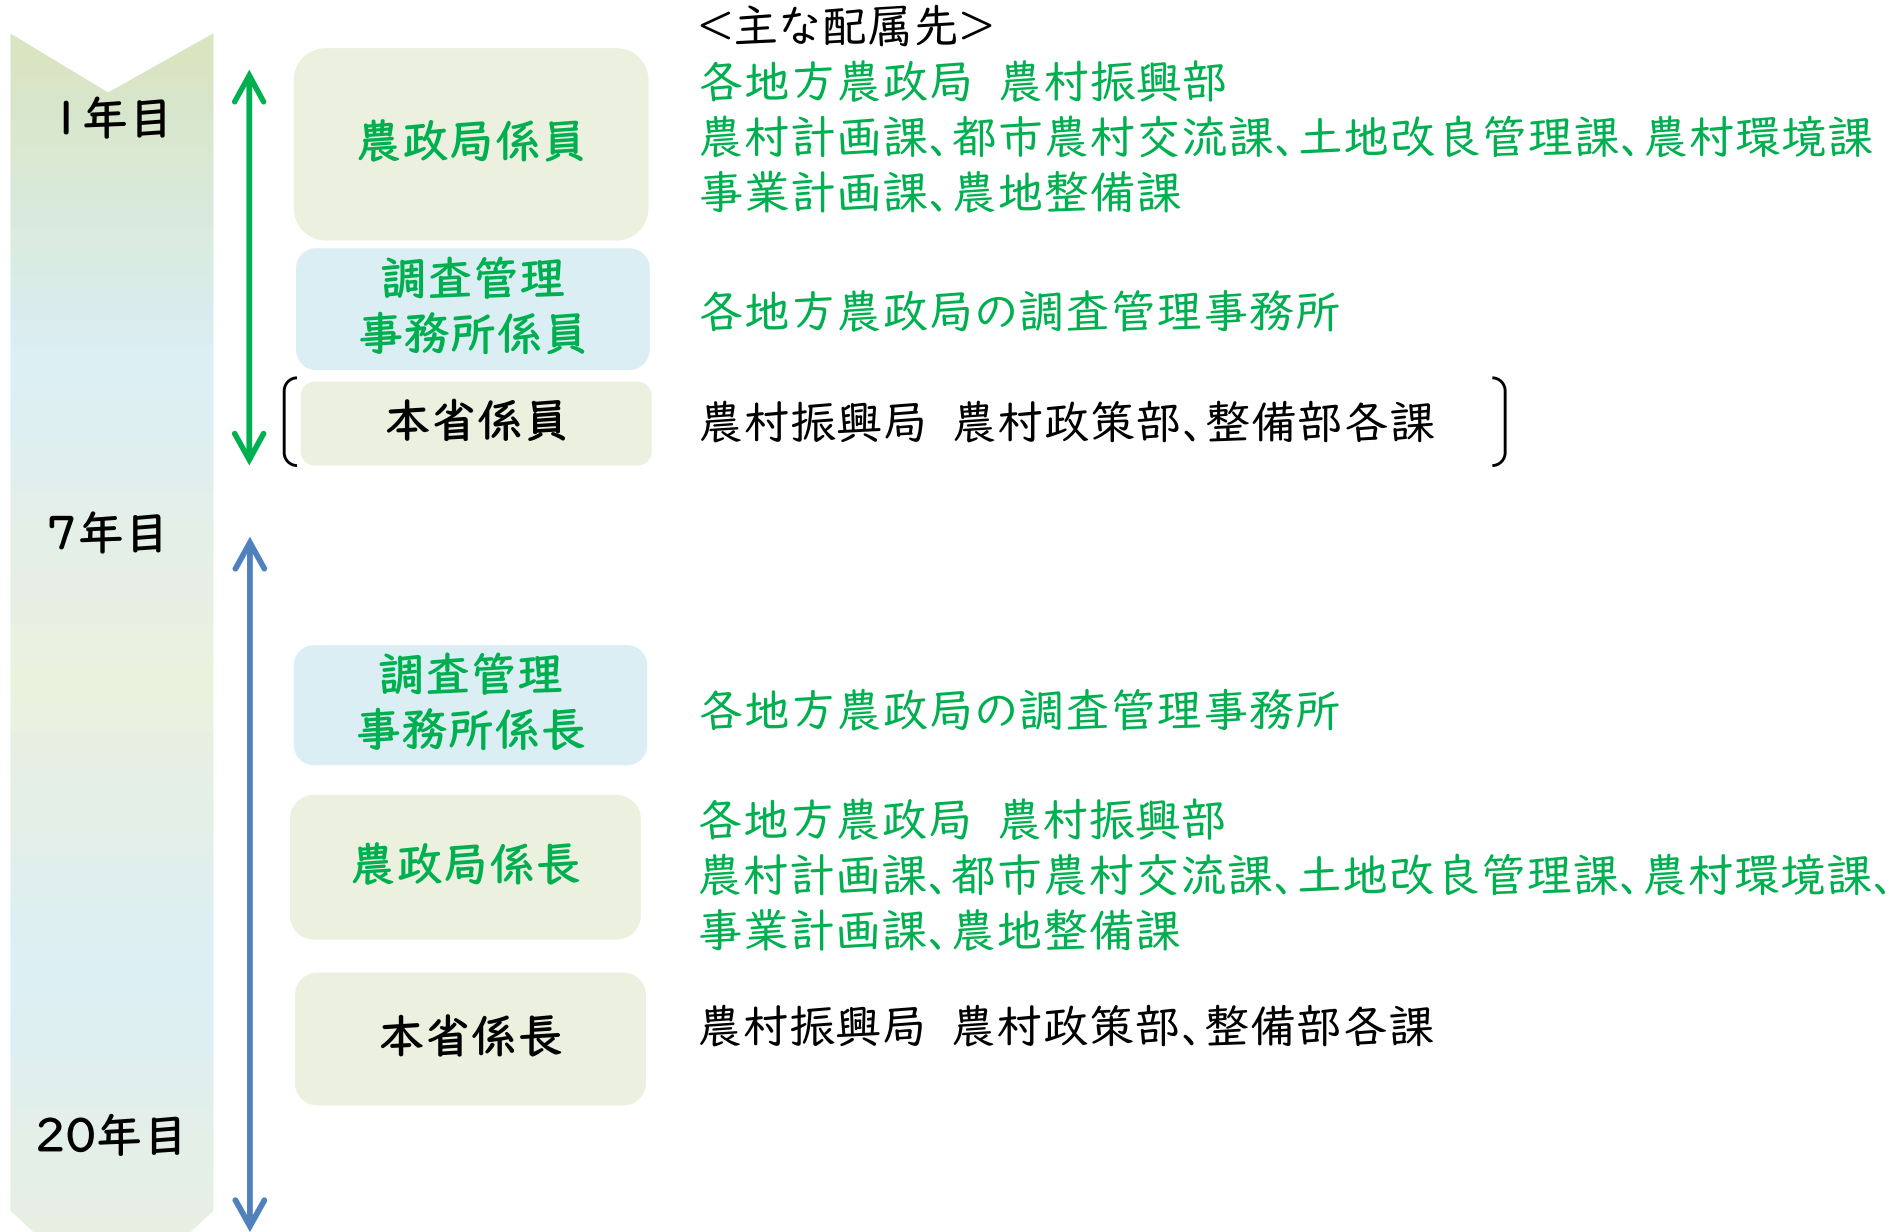 <主な配属先>
1年目
農政局係員
各地方農政局 農村振興部
農村計画課、都市農村交流課、土地改良管理課、農村環境課
事業計画課、農地整備課
調査管理
事務所係員
各地方農政局の調査管理事務所
本省係員
農村振興局 農村政策部、整備部各課
7年目
調査管理
事務所係長
各地方農政局の調査管理事務所
農政局係長
各地方農政局 農村振興部
農村計画課、都市農村交流課、土地改良管理課、農村環境課、
事業計画課、農地整備課
本省係長
農村振興局 農村政策部、整備部各課
20年目